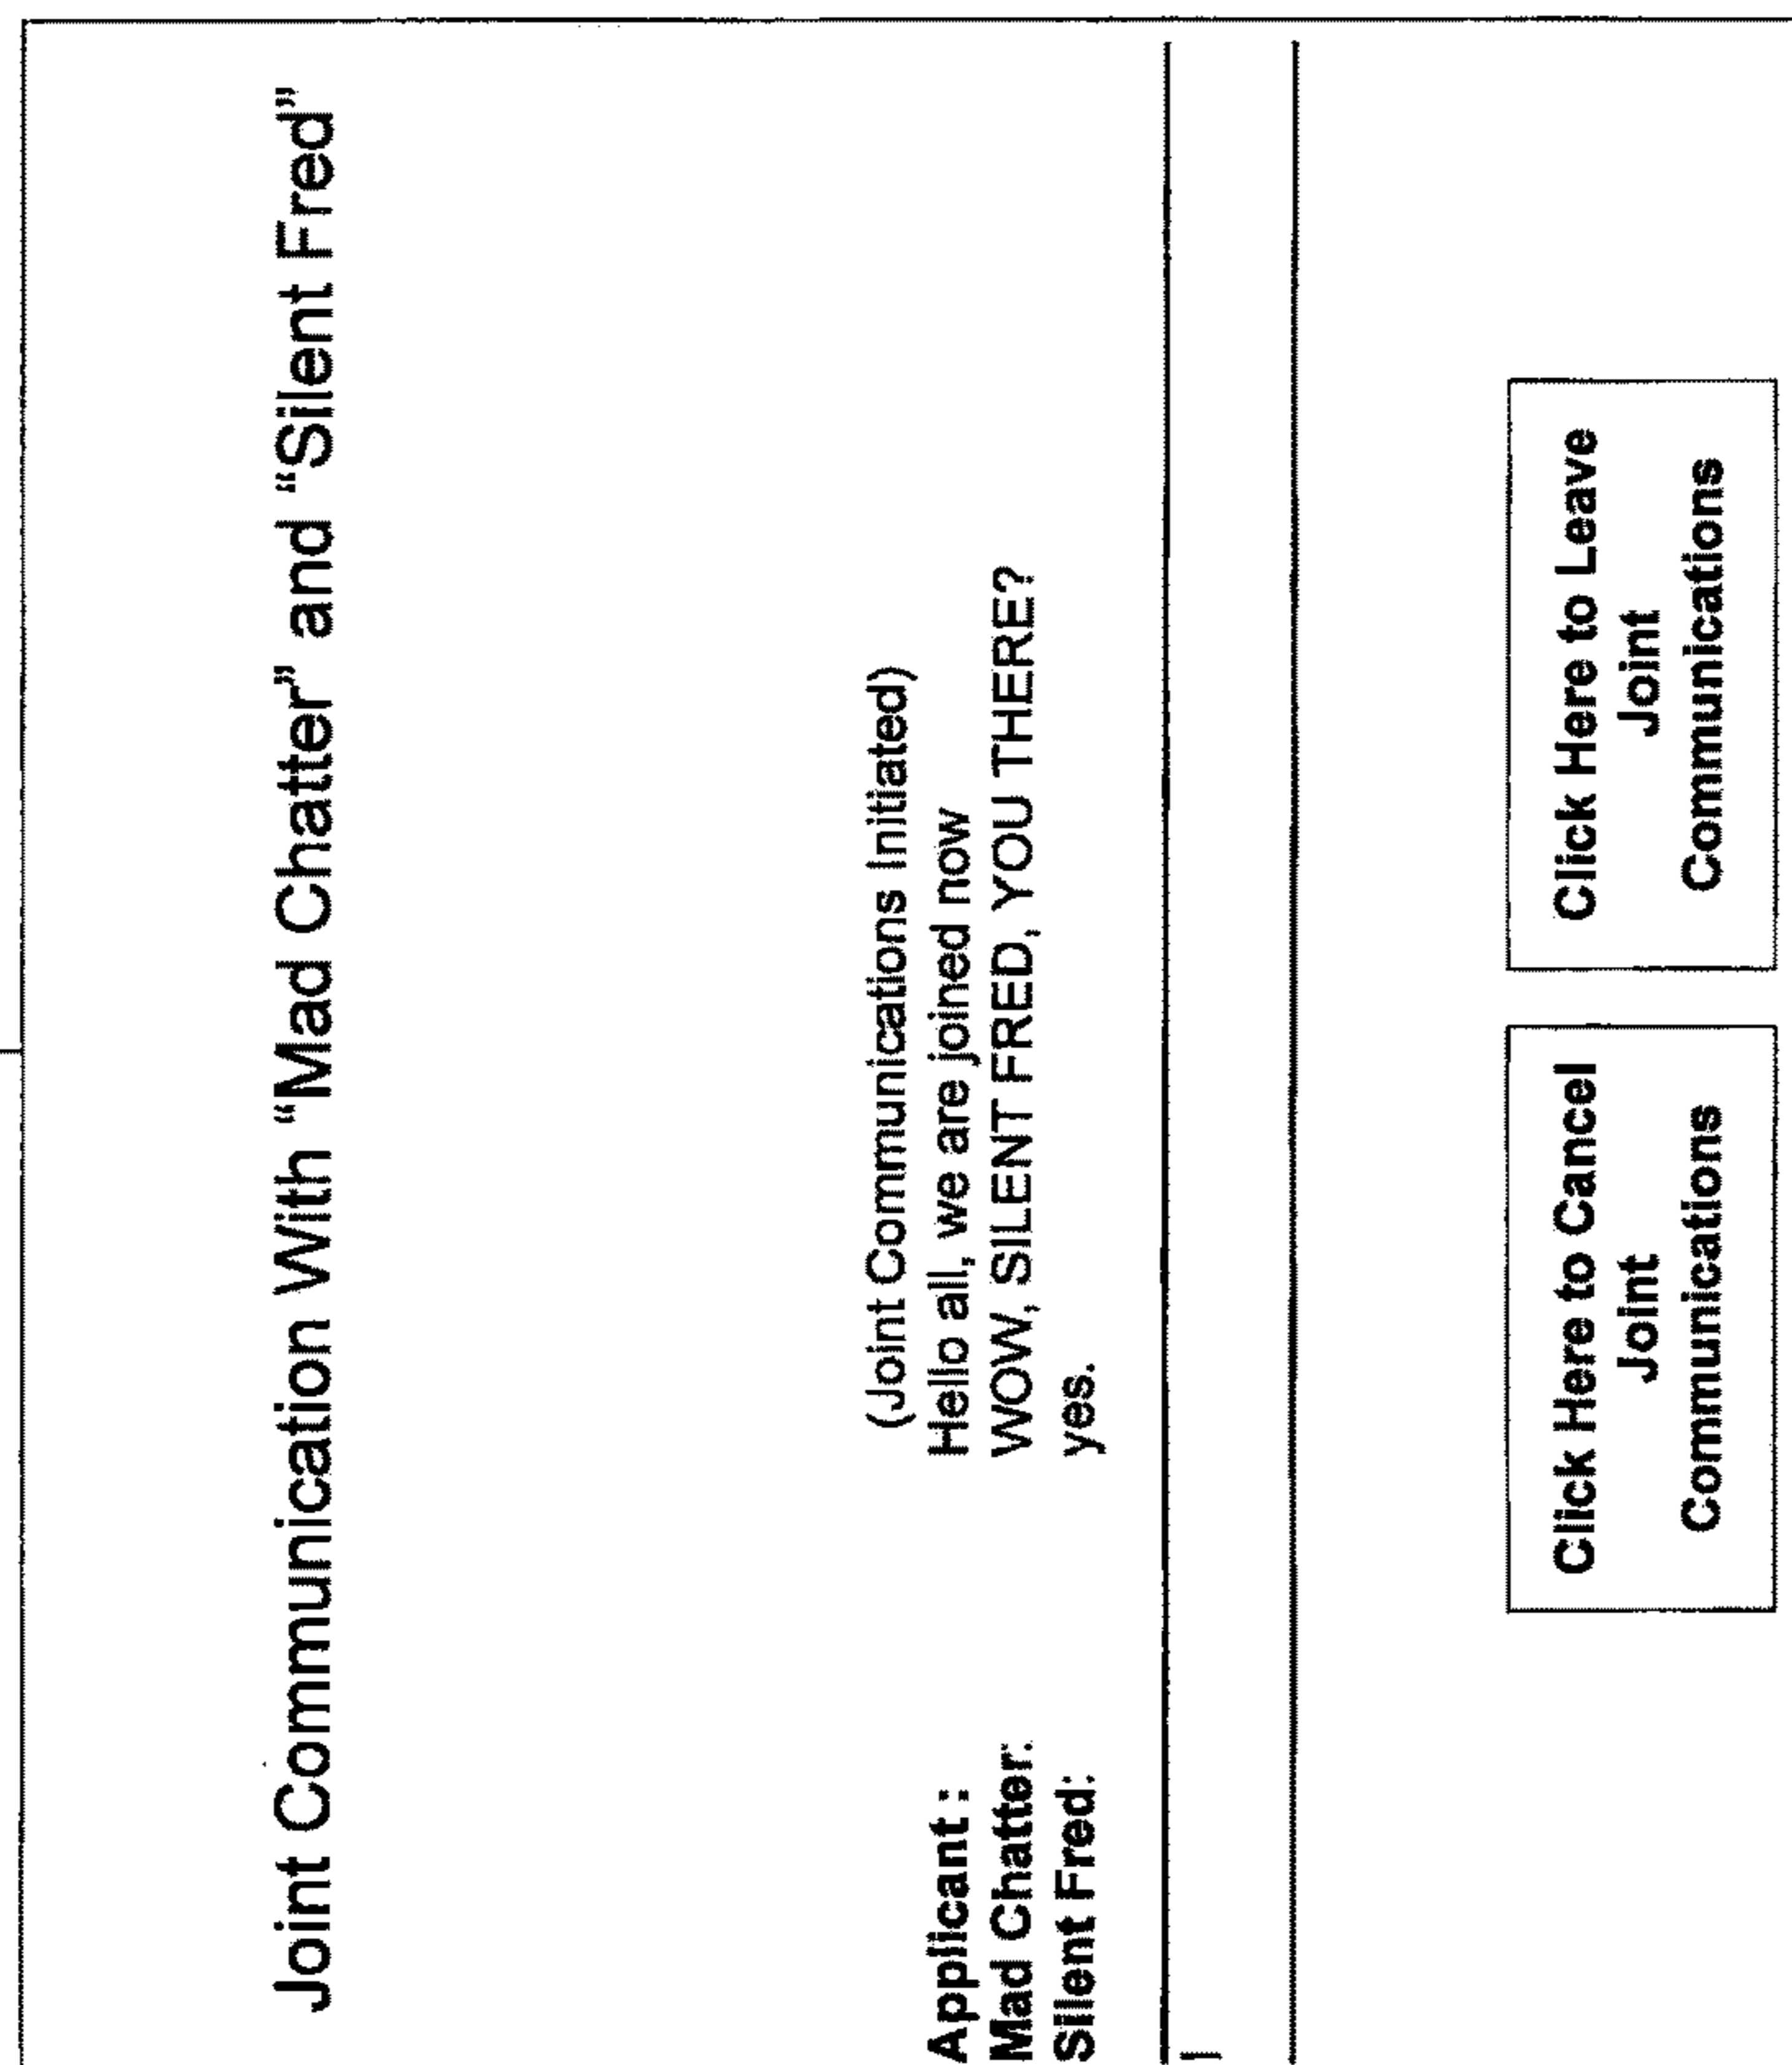 Joint Communication With “Mad Chatter” and “Silent Fred”
(Joint Communications Initiated)
Applicant : Hello all, we are joined now
Mad Chatter: WOW, SILENT FRED, YOU THERE?
Silent Fred: yes.
Click Here to Cancel
Joint
Communications
Click Here to Leave
Joint
Communications